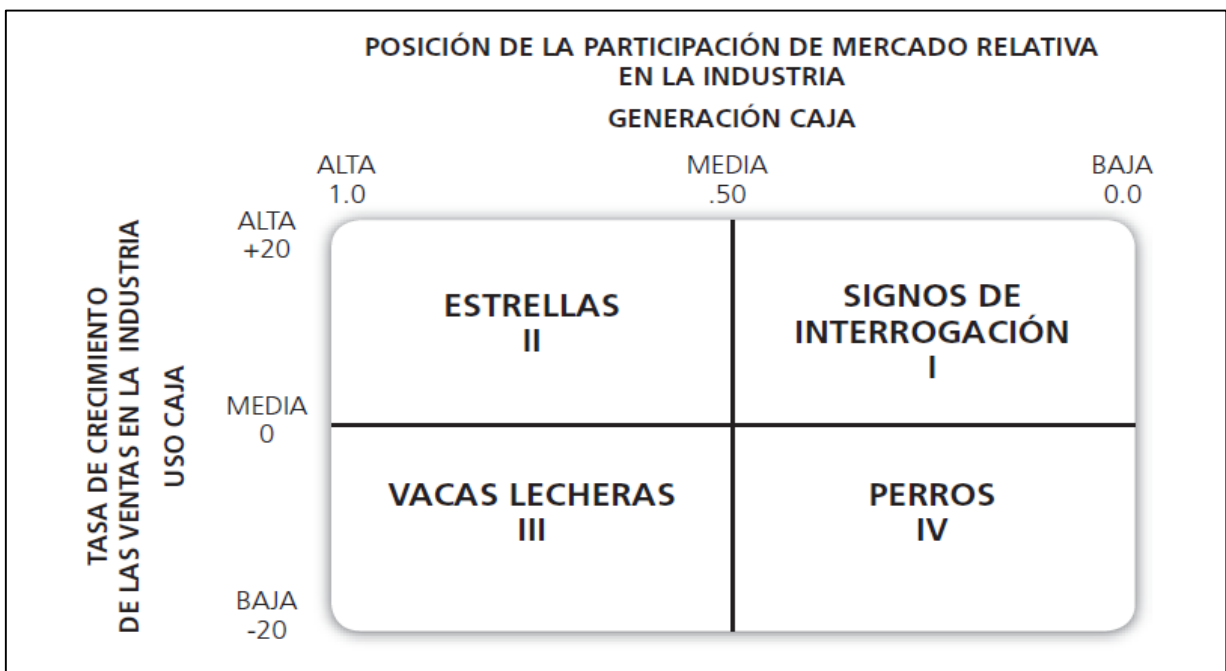 POSICIÓN DE LA PARTICIPACIÓN DE MERCADO RELATIVA
EN LA INDUSTRIA
GENERACIÓN CAJA
ALTA
1.0
MEDIA
.50
BAJA
0.0
TASA DE CRECIMIENTO
DE LAS VENTAS EN LA INDUSTRIA
USO CAJA
ALTA
+20
MEDIA
0
BAJA
-20
ESTRELLAS
II
SIGNOS DE
INTERROGACIÓN
I
VACAS LECHERAS
III
PERROS
IV